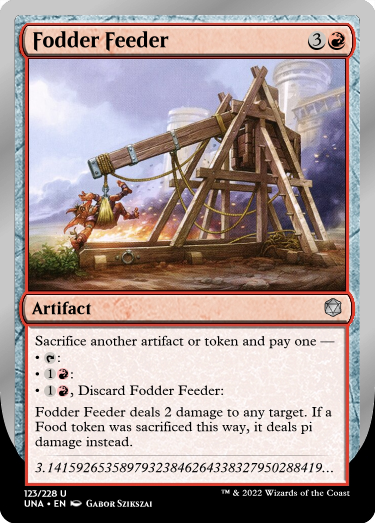 Fodder Feeder 3
Artifact
Sacrifice another artifact or token and pay one —
• :
• 1 :
• 1 , Discard Fodder Feeder:
Fodder Feeder deals 2 damage to any target. If a
Food token was sacrificed this way, it deals pi
damage instead.
3.14159265358979323846264338327950288419...
123/228 U
™ & 2022 Wizards of the Coast
UNA • EN GABOR SZIKSZAI